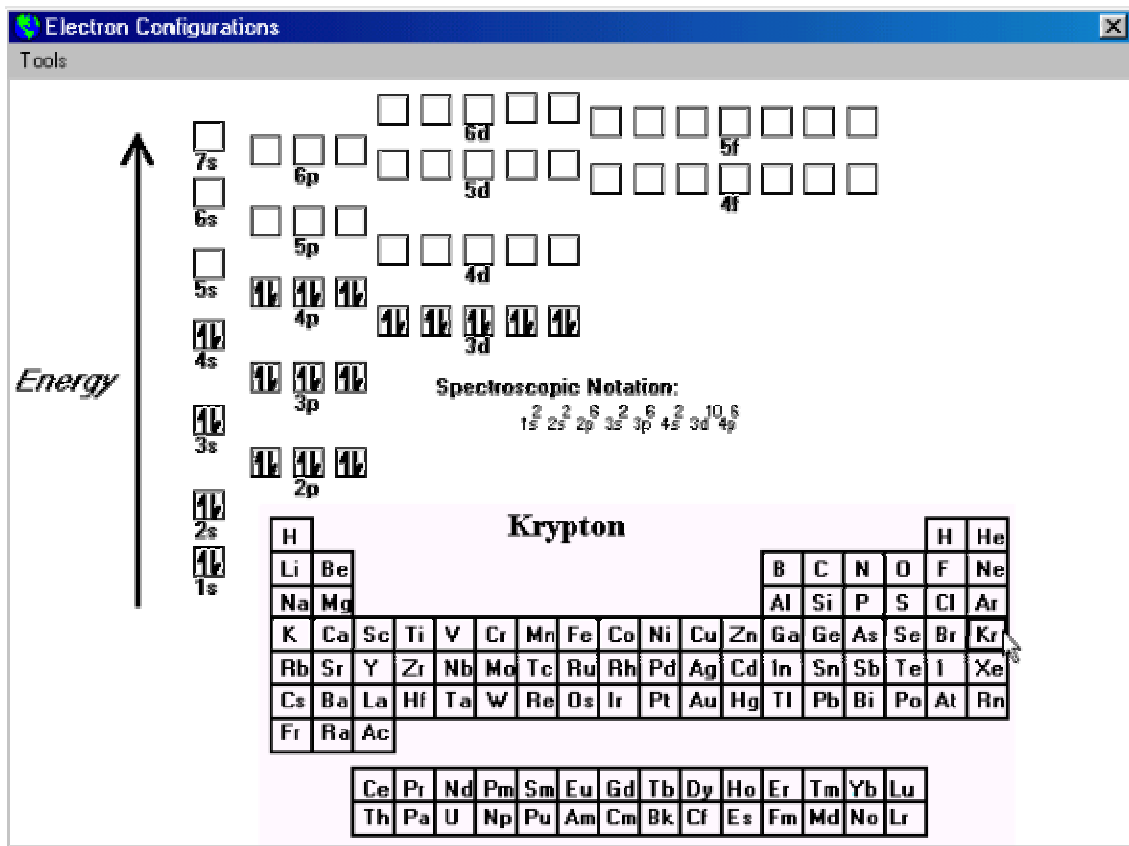 Electron Configurations
Tools
6d
5f
7s
6p
5d
4f
6s
5p
4d
5s
4p
3d
4s
Energy
3p
Spectroscopic Notation:
1s² 2s² 2p⁶ 3s² 3p⁶ 4s² 3d¹⁰ 4p⁶
3s
2p
2s
1s
Krypton
H H He
Li Be B C N O F Ne
Na Mg Al Si P S Cl Ar
K Ca Sc Ti V Cr Mn Fe Co Ni Cu Zn Ga Ge As Se Br Kr
Rb Sr Y Zr Nb Mo Tc Ru Rh Pd Ag Cd In Sn Sb Te I Xe
Cs Ba La Hf Ta W Re Os Ir Pt Au Hg Tl Pb Bi Po At Rn
Fr Ra Ac
Ce Pr Nd Pm Sm Eu Gd Tb Dy Ho Er Tm Yb Lu
Th Pa U Np Pu Am Cm Bk Cf Es Fm Md No Lr